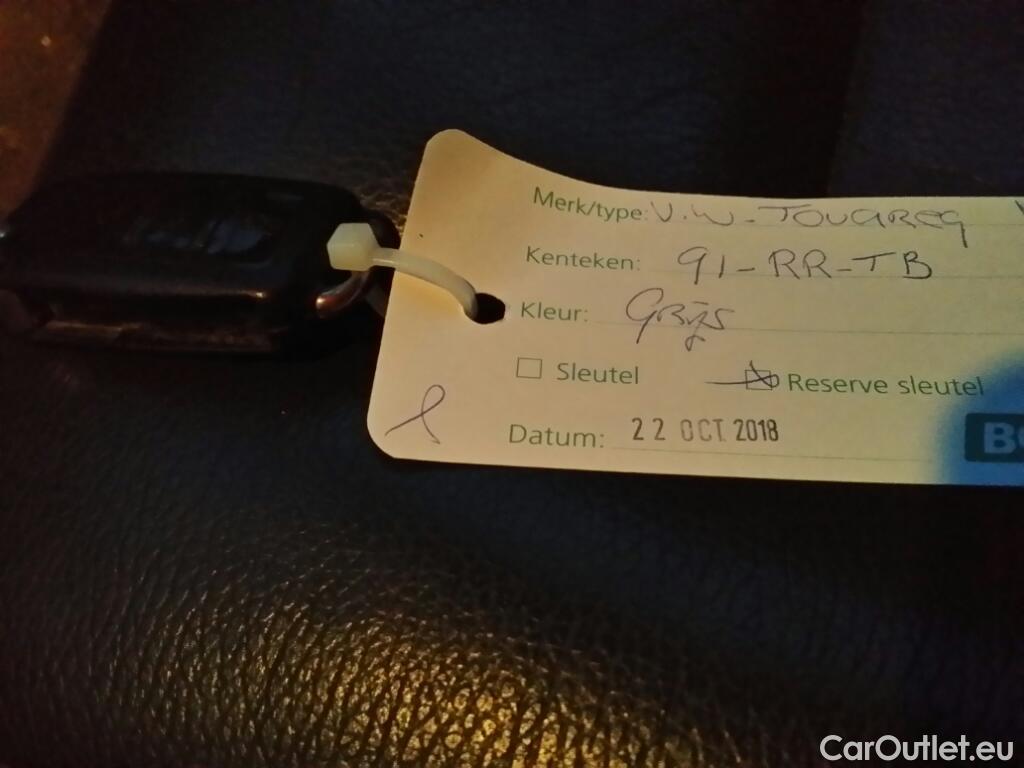 Merk/type: V.W-TOUAREG V
Kenteken: 91-RR-TB
Kleur: Grijs
Sleutel Reserve sleutel
Datum: 22 OCT. 2018
CarOutlet.eu